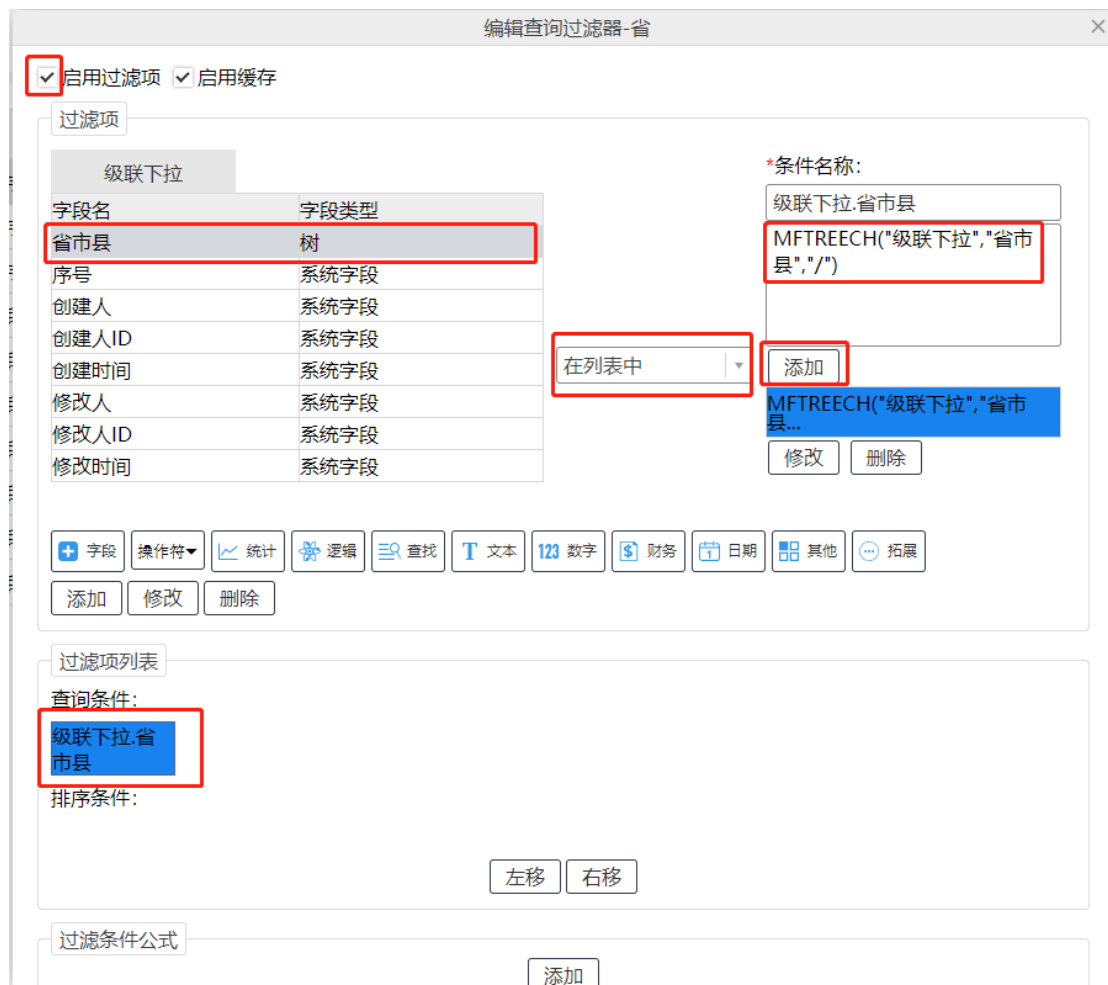 编辑查询过滤器-省
启用过滤项 启用缓存
过滤项
级联下拉
字段名 字段类型
省市县 树
序号 系统字段
创建人 系统字段
创建人ID 系统字段
创建时间 系统字段
修改人 系统字段
修改人ID 系统字段
修改时间 系统字段
在列表中
*条件名称:
级联下拉.省市县
MFTREECH("级联下拉","省市
县","/")
添加
MFTREECH("级联下拉","省市
县...
修改 删除
字段 操作符 统计 逻辑 查找 T 文本 123 数字 $ 财务 1 日期 其他 拓展
添加 修改 删除
过滤项列表
查询条件:
级联下拉.省
市县
排序条件:
左移 右移
过滤条件公式
添加